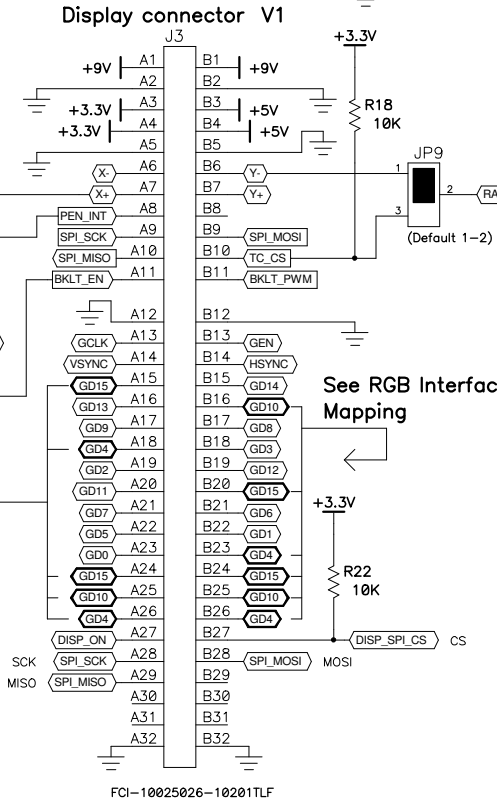 Display connector V1
J3
A1 B1
+9V +9V
A2 B2
+3.3V A3 B3 +5V
+3.3V A4 B4 +5V
A5 B5
X- A6 B6 Y-
X+ A7 B7 Y+
PEN_INT A8 B8
SPI_SCK A9 B9 SPI_MOSI
SPI_MISO A10 B10 TC_CS
BKLT_EN A11 B11 BKLT_PWM
A12 B12
GCLK A13 B13 GEN
VSYNC A14 B14 HSYNC
GD15 A15 B15 GD14
GD13 A16 B16 GD10
GD9 A17 B17 GD8
GD4 A18 B18 GD3
GD2 A19 B19 GD12
GD11 A20 B20 GD15
GD7 A21 B21 GD6
GD5 A22 B22 GD1
GD0 A23 B23 GD4
GD15 A24 B24 GD15
GD10 A25 B25 GD10
GD4 A26 B26 GD4
DISP_ON A27 B27 DISP_SPI_CS CS
SCK SPI_SCK A28 B28 SPI_MOSI MOSI
MISO SPI_MISO A29 B29
A30 B30
A31 B31
A32 B32
FCI-10025026-10201TLF
+3.3V
R18
10K
JP9
1
2 RA
3
(Default 1-2)
See RGB Interfac
Mapping
+3.3V
R22
10K